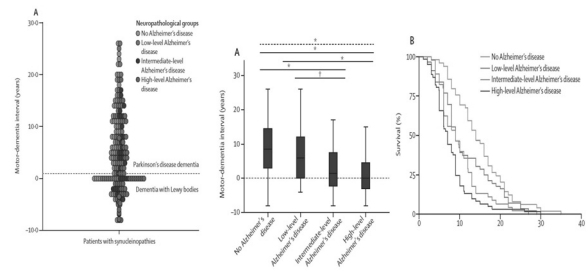 A
Neuropathological groups
No Alzheimer's disease
Low-level Alzheimer's
disease
Intermediate-level
Alzheimer's disease
High-level Alzheimer's
disease
Motor-dementia interval (years)
30·0
20·0
10·0
0
-10·0
Parkinson's disease dementia
Dementia with Lewy bodies
Patients with synucleinopathies
A
Motor-dementia interval (years)
30
20
10
0
-10
*
*
*
*
†
No Alzheimer's
disease
Low-level
Alzheimer's disease
Intermediate-level
Alzheimer's disease
High-level
Alzheimer's disease
B
No Alzheimer's disease
Low-level Alzheimer's disease
Intermediate-level Alzheimer's disease
High-level Alzheimer's disease
Survival (%)
100
80
60
40
20
0
0
10
20
30
40